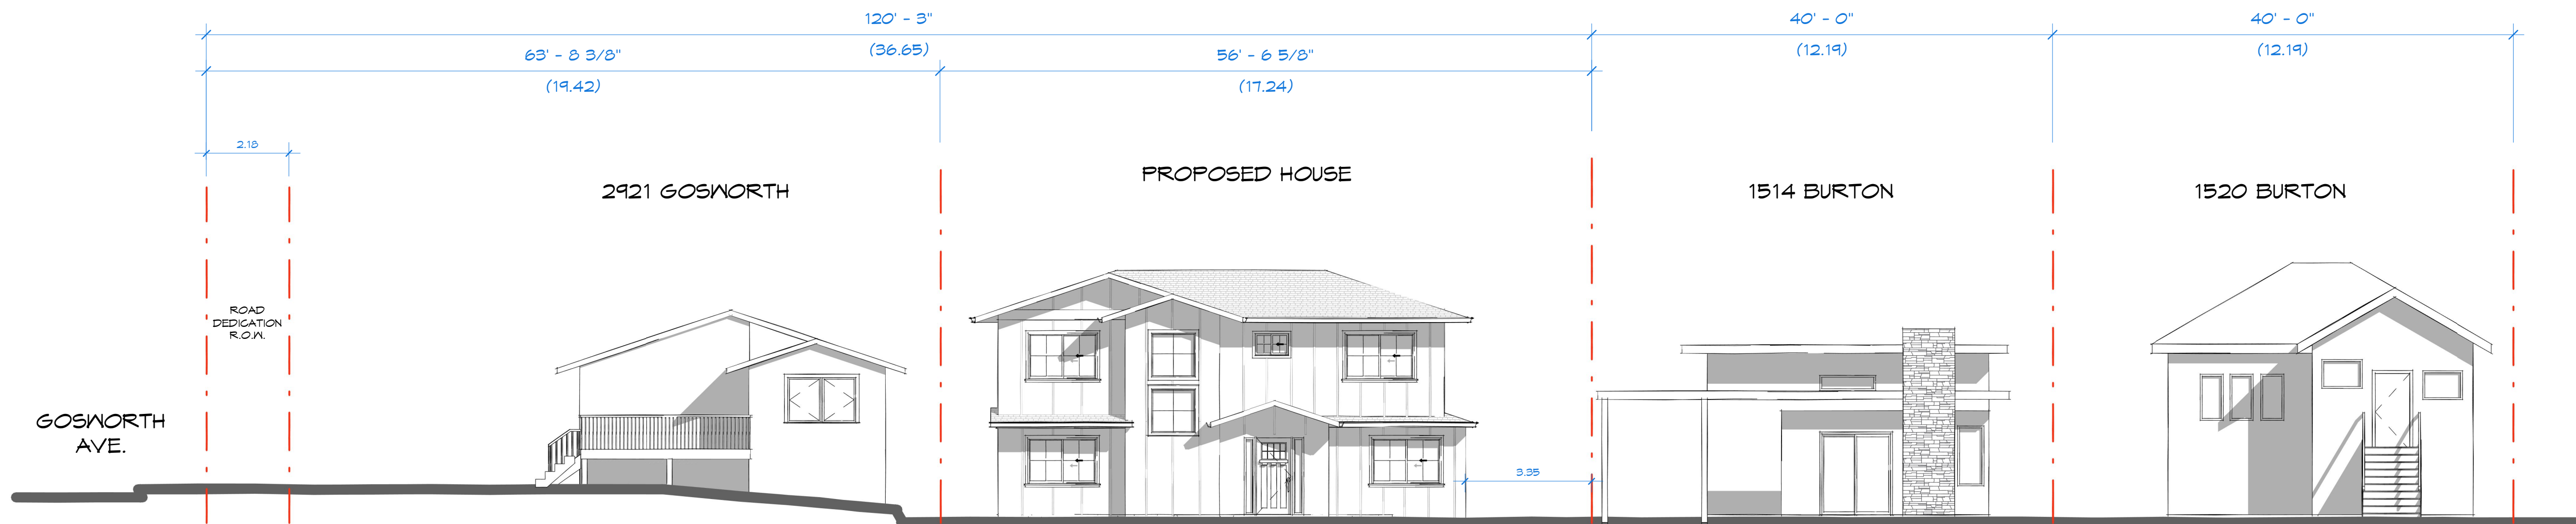 120' - 3"
40' - 0"
40' - 0"
(36.65)
(12.19)
(12.19)
63' - 8 3/8"
56' - 6 5/8"
(19.42)
(17.24)
2.18
PROPOSED HOUSE
2921 GOSWORTH
1514 BURTON
1520 BURTON
ROAD
DEDICATION
R.O.W.
GOSWORTH
AVE.
3.35